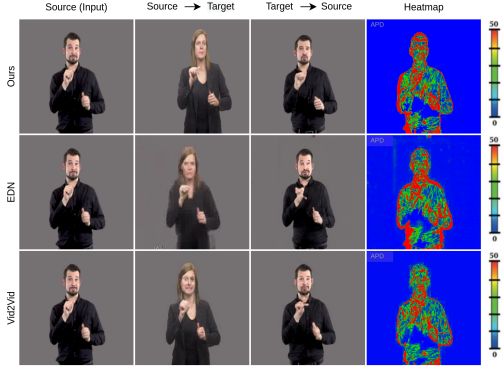 Source (Input)
Source → Target
Target → Source
Heatmap
Ours
APD
50
0
EDN
APD
50
0
Vid2Vid
APD
50
0